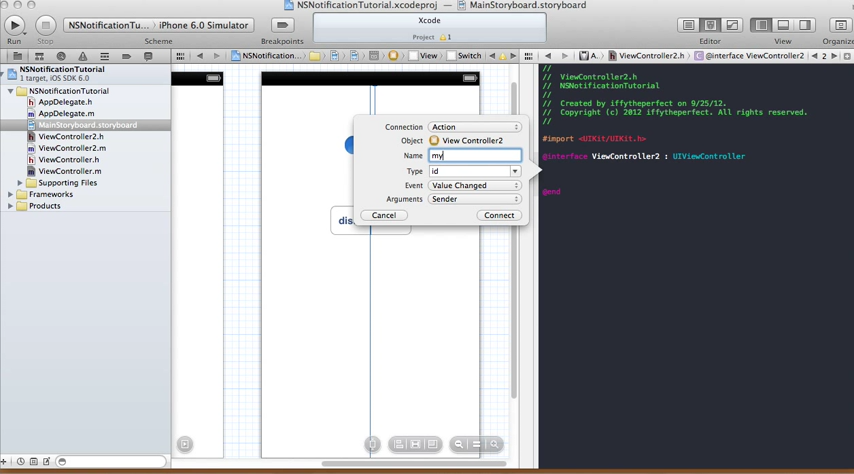 NSNotificationTutorial.xcodeproj — MainStoryboard.storyboard
NSNotificationTu... iPhone 6.0 Simulator
Run Stop Scheme Breakpoints
Xcode
Project 1
Editor View Organize
NSNotification... View Switch
A... ViewController2.h @interface ViewController2 2
NSNotificationTutorial
1 target, iOS SDK 6.0
NSNotificationTutorial
AppDelegate.h
AppDelegate.m
MainStoryboard.storyboard
ViewController2.h
ViewController2.m
ViewController.h
ViewController.m
Supporting Files
Frameworks
Products
Connection Action
Object View Controller2
Name my
Type id
Event Value Changed
Arguments Sender
Cancel Connect
//
// ViewController2.h
// NSNotificationTutorial
//
// Created by iffytheperfect on 9/25/12.
// Copyright (c) 2012 iffytheperfect. All rights reserved.
//
#import <UIKit/UIKit.h>
@interface ViewController2 : UIViewController
@end